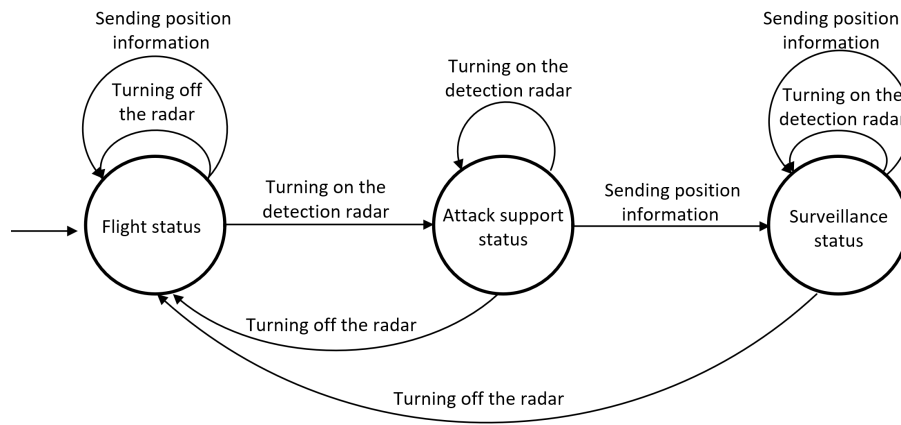 Sending position
information
Turning off
the radar
Turning on the
detection radar
Sending position
information
Turning on the
detection radar
Turning on the
detection radar
Sending position
information
Flight status
Attack support
status
Surveillance
status
Turning off the radar
Turning off the radar